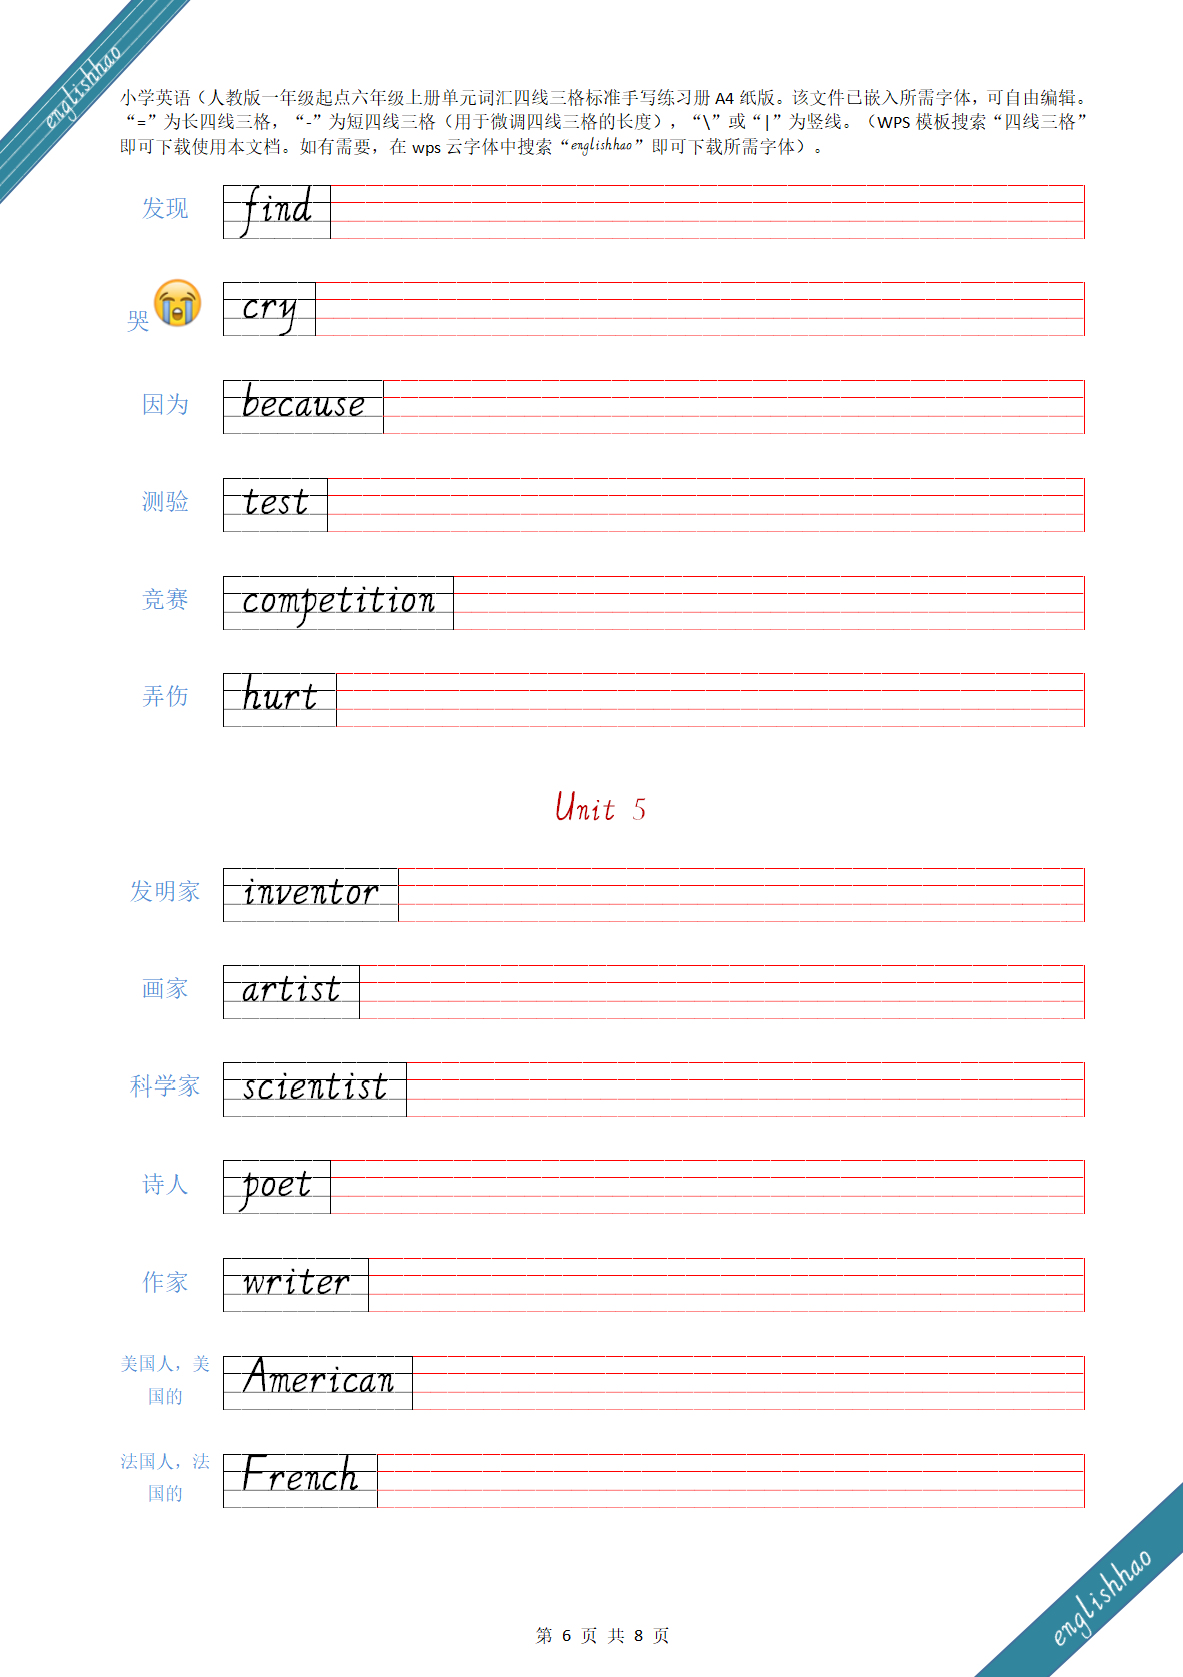 englishhao
小学英语（人教版一年级起点六年级上册单元词汇四线三格标准手写练习册 A4 纸版。该文件已嵌入所需字体，可自由编辑。
“=”为长四线三格，“-”为短四线三格（用于微调四线三格的长度），“\”或“|”为竖线。（WPS 模板搜索“四线三格”
即可下载使用本文档。如有需要，在 wps 云字体中搜索“englishhao”即可下载所需字体）。
发现 find
哭 cry
因为 because
测验 test
竞赛 competition
弄伤 hurt
Unit 5
发明家 inventor
画家 artist
科学家 scientist
诗人 poet
作家 writer
美国人，美
国的
American
法国人，法
国的
French
englishhao
第 6 页 共 8 页